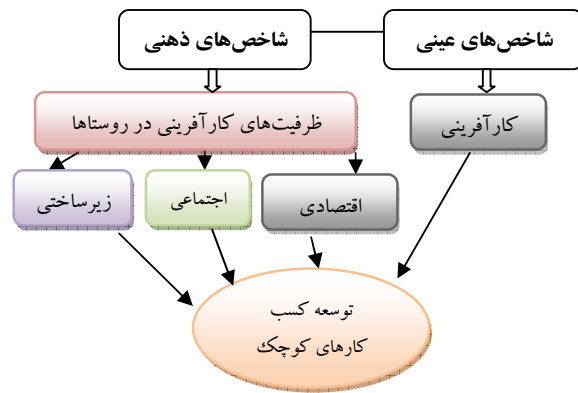 شاخص‌های عینی
شاخص‌های ذهنی
کارآفرینی
ظرفیت‌های کارآفرینی در روستاها
اقتصادی
اجتماعی
زیرساختی
توسعه کسب
کارهای کوچک